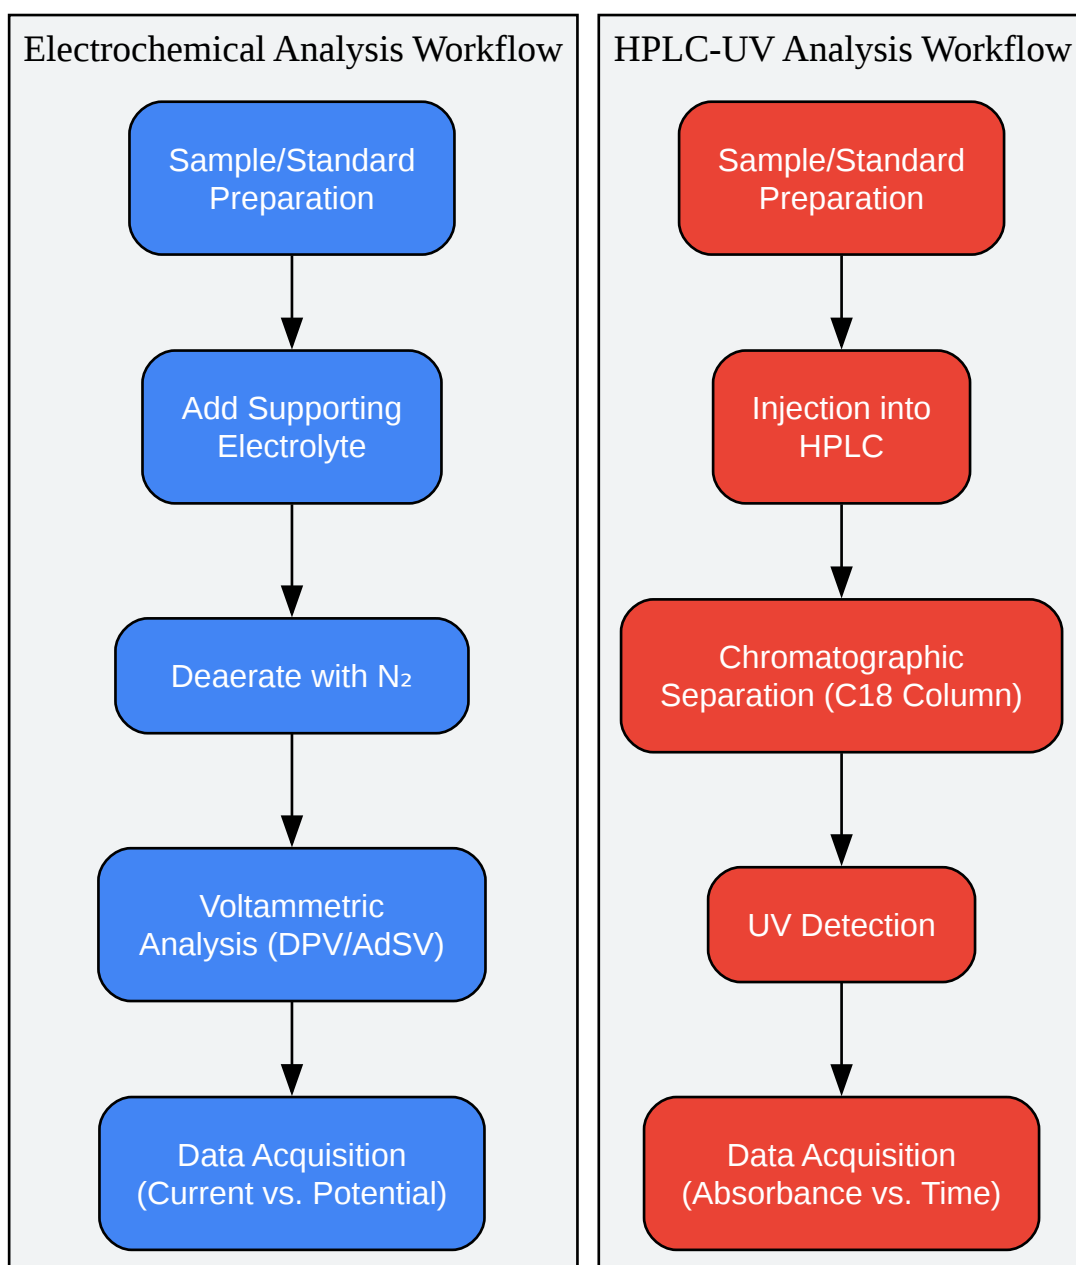 Electrochemical Analysis Workflow
Sample/Standard
Preparation
Add Supporting
Electrolyte
Deaerate with N₂
Voltammetric
Analysis (DPV/AdSV)
Data Acquisition
(Current vs. Potential)
HPLC-UV Analysis Workflow
Sample/Standard
Preparation
Injection into
HPLC
Chromatographic
Separation (C18 Column)
UV Detection
Data Acquisition
(Absorbance vs. Time)